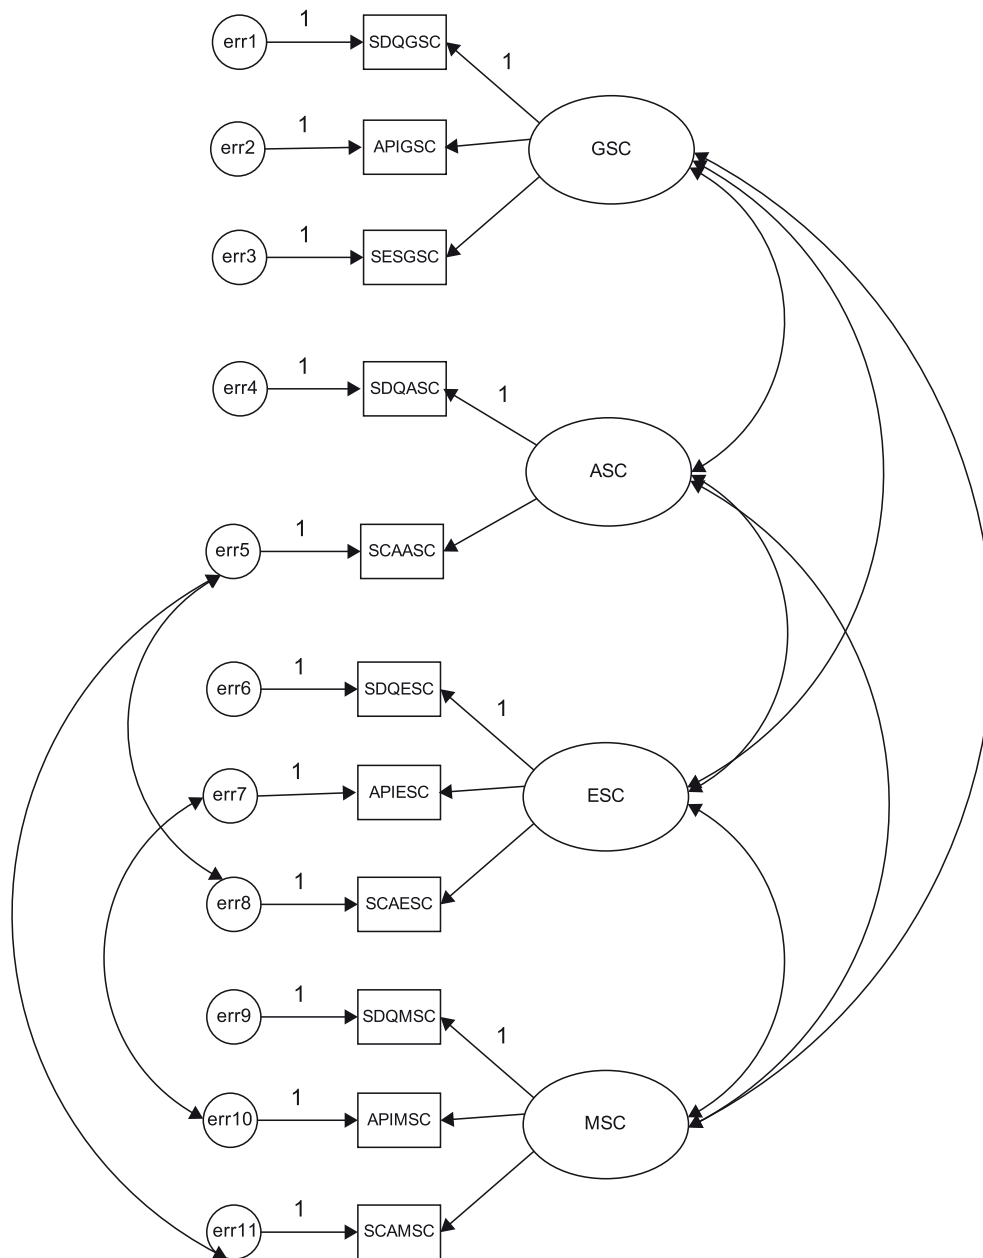 1
err1
SDQGSC
1
1
err2
APIGSC
GSC
1
err3
SESGSC
1
err4
SDQASC
1
ASC
1
err5
SCAASC
1
err6
SDQESC
1
1
err7
APIESC
ESC
1
err8
SCAESC
1
err9
SDQMSC
1
1
err10
APIMSC
MSC
1
err11
SCAMSC